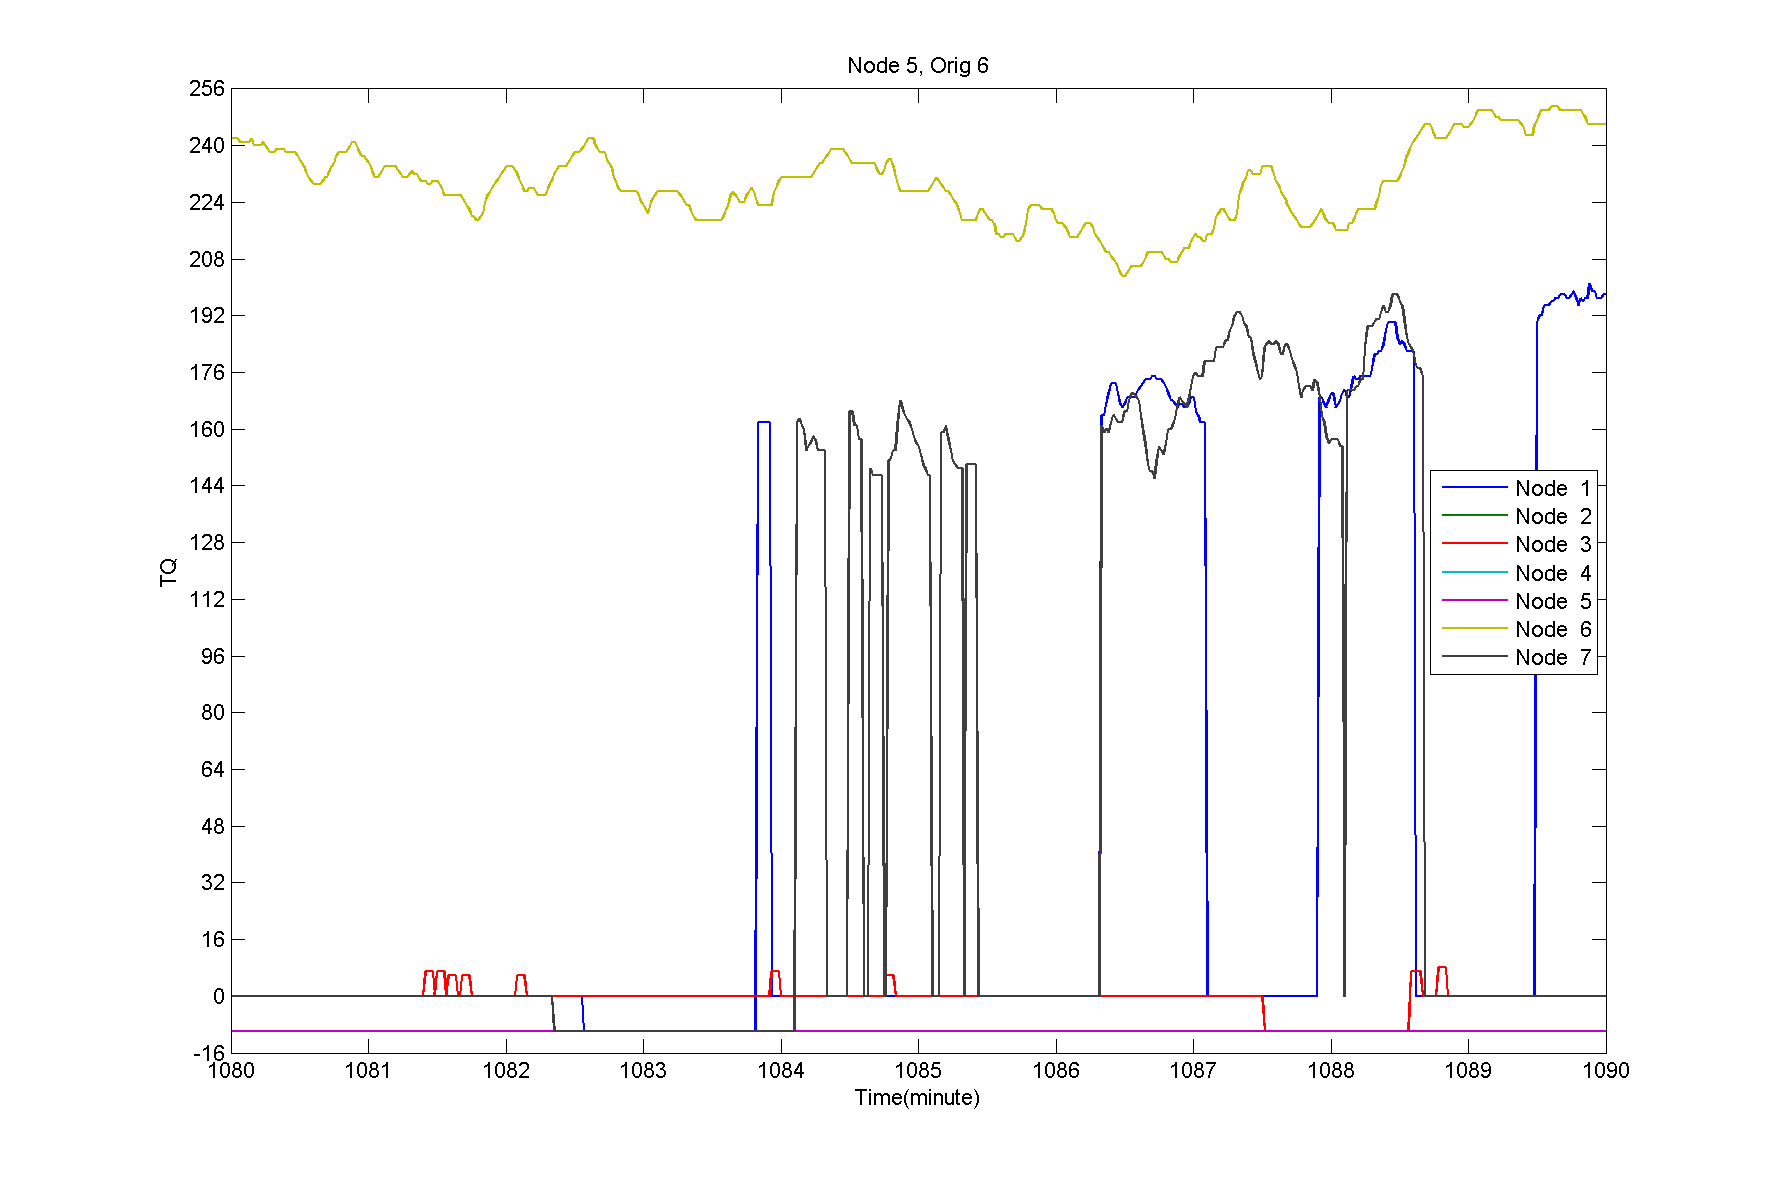 Node 5, Orig 6
256
240
224
208
192
176
160
144
128
112
96
80
64
48
32
16
0
-16
TQ
Node 1
Node 2
Node 3
Node 4
Node 5
Node 6
Node 7
1080 1081 1082 1083 1084 1085 1086 1087 1088 1089 1090
Time(minute)